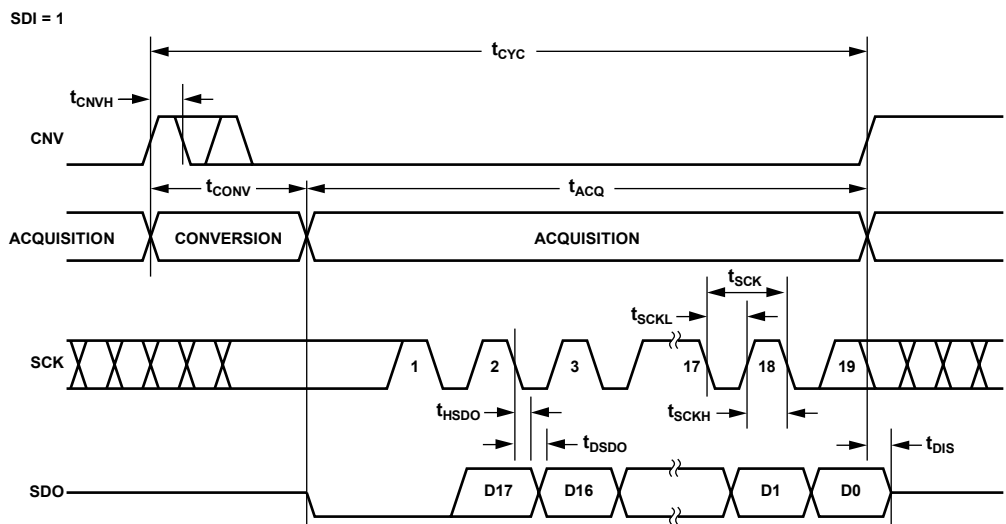 SDI = 1
tCYC
tCNVH
CNV
tCONV
tACQ
ACQUISITION
CONVERSION
ACQUISITION
tSCK
tSCKL
SCK
1
2
3
17
18
19
tHSDO
tSCKH
tDSDO
tDIS
SDO
D17
D16
D1
D0